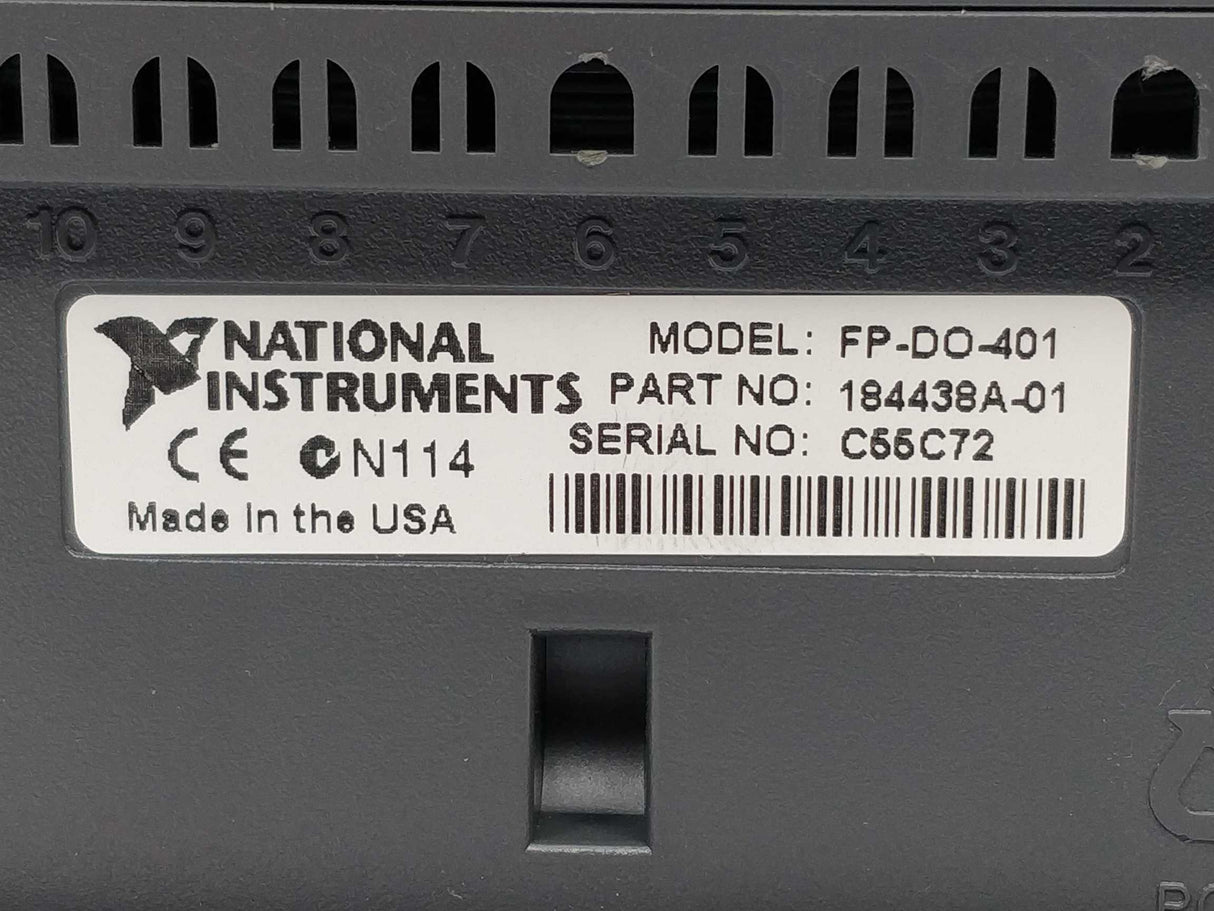 10 9 8 7 6 5 4 3 2
NATIONAL
INSTRUMENTS
MODEL: FP-DO-401
PART NO: 184438A-01
SERIAL NO: C55C72
CE N114
Made in the USA